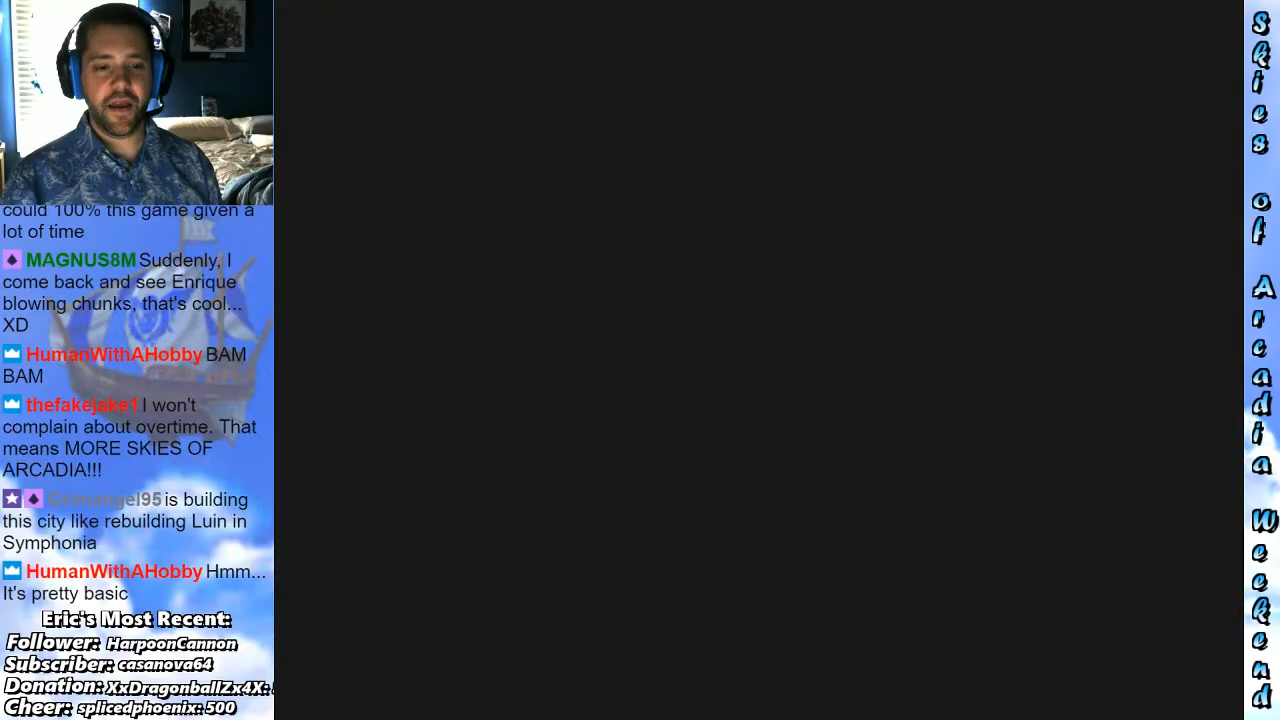 could 100% this game given a
lot of time
MAGNUS8M Suddenly, I
come back and see Enrique
blowing chunks, that's cool...
XD
HumanWithAHobby BAM
BAM
thefakejake1 I won't
complain about overtime. That
means MORE SKIES OF
ARCADIA!!!
Grimangel95 is building
this city like rebuilding Luin in
Symphonia
HumanWithAHobby Hmm...
It's pretty basic
Eric's Most Recent:
Follower: HarpoonCannon
Subscriber: casanova64
Donation: XxDragonballZx4X:
Cheer: splicedphoenix: 500
Skies of Arcadia Weekend